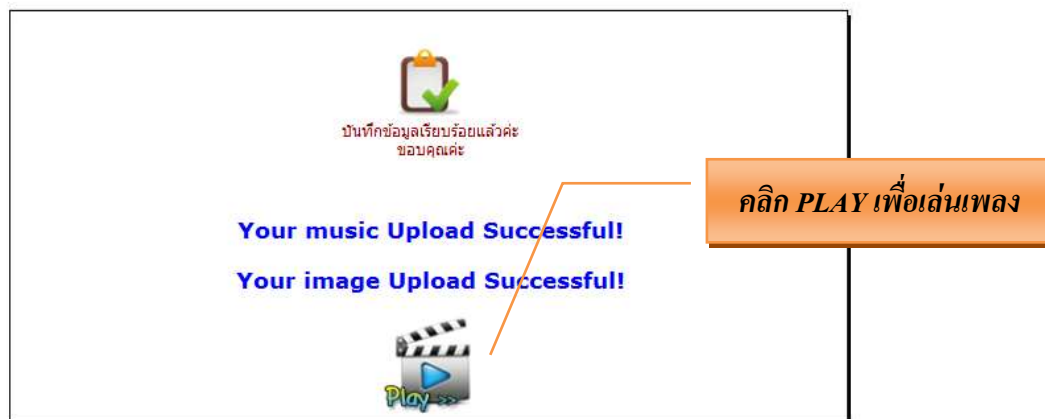 บันทึกข้อมูลเรียบร้อยแล้วค่ะ
ขอบคุณค่ะ
คลิก PLAY เพื่อเล่นเพลง
Your music Upload Successful!
Your image Upload Successful!
Play >>